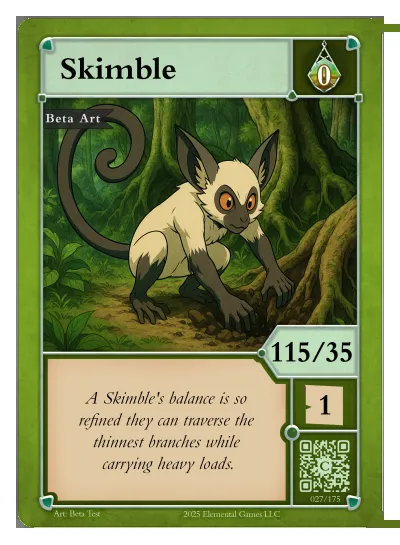 Skimble
0
Beta Art
115/35
A Skimble's balance is so
refined they can traverse the
thinnest branches while
carrying heavy loads.
1
C
027/175
Art: Beta Test
2025 Elemental Games LLC